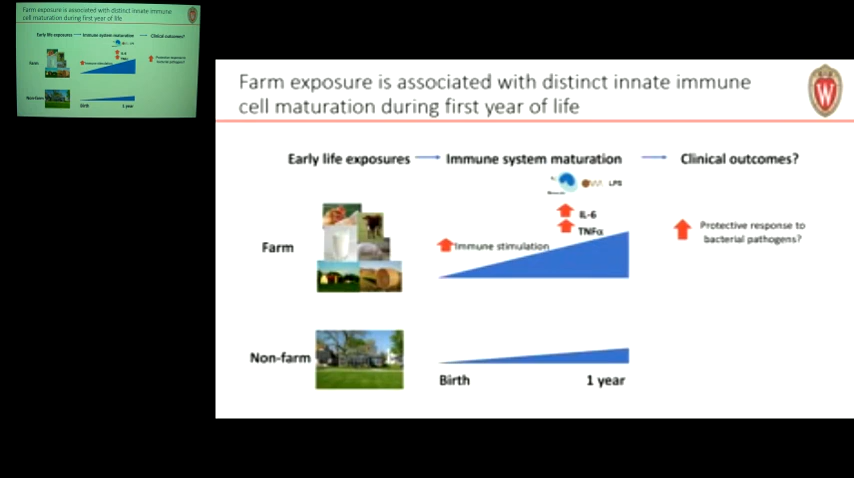 Farm exposure is associated with distinct innate immune
cell maturation during first year of life
Early life exposures
Immune system maturation
Clinical outcomes?
Farm
Non-farm
Farm exposure is associated with distinct innate immune
cell maturation during first year of life
W
Early life exposures
Immune system maturation
Clinical outcomes?
LPS
IL-6
TNFα
Farm
Immune stimulation
Protective response to
bacterial pathogens?
Non-farm
Birth
1 year